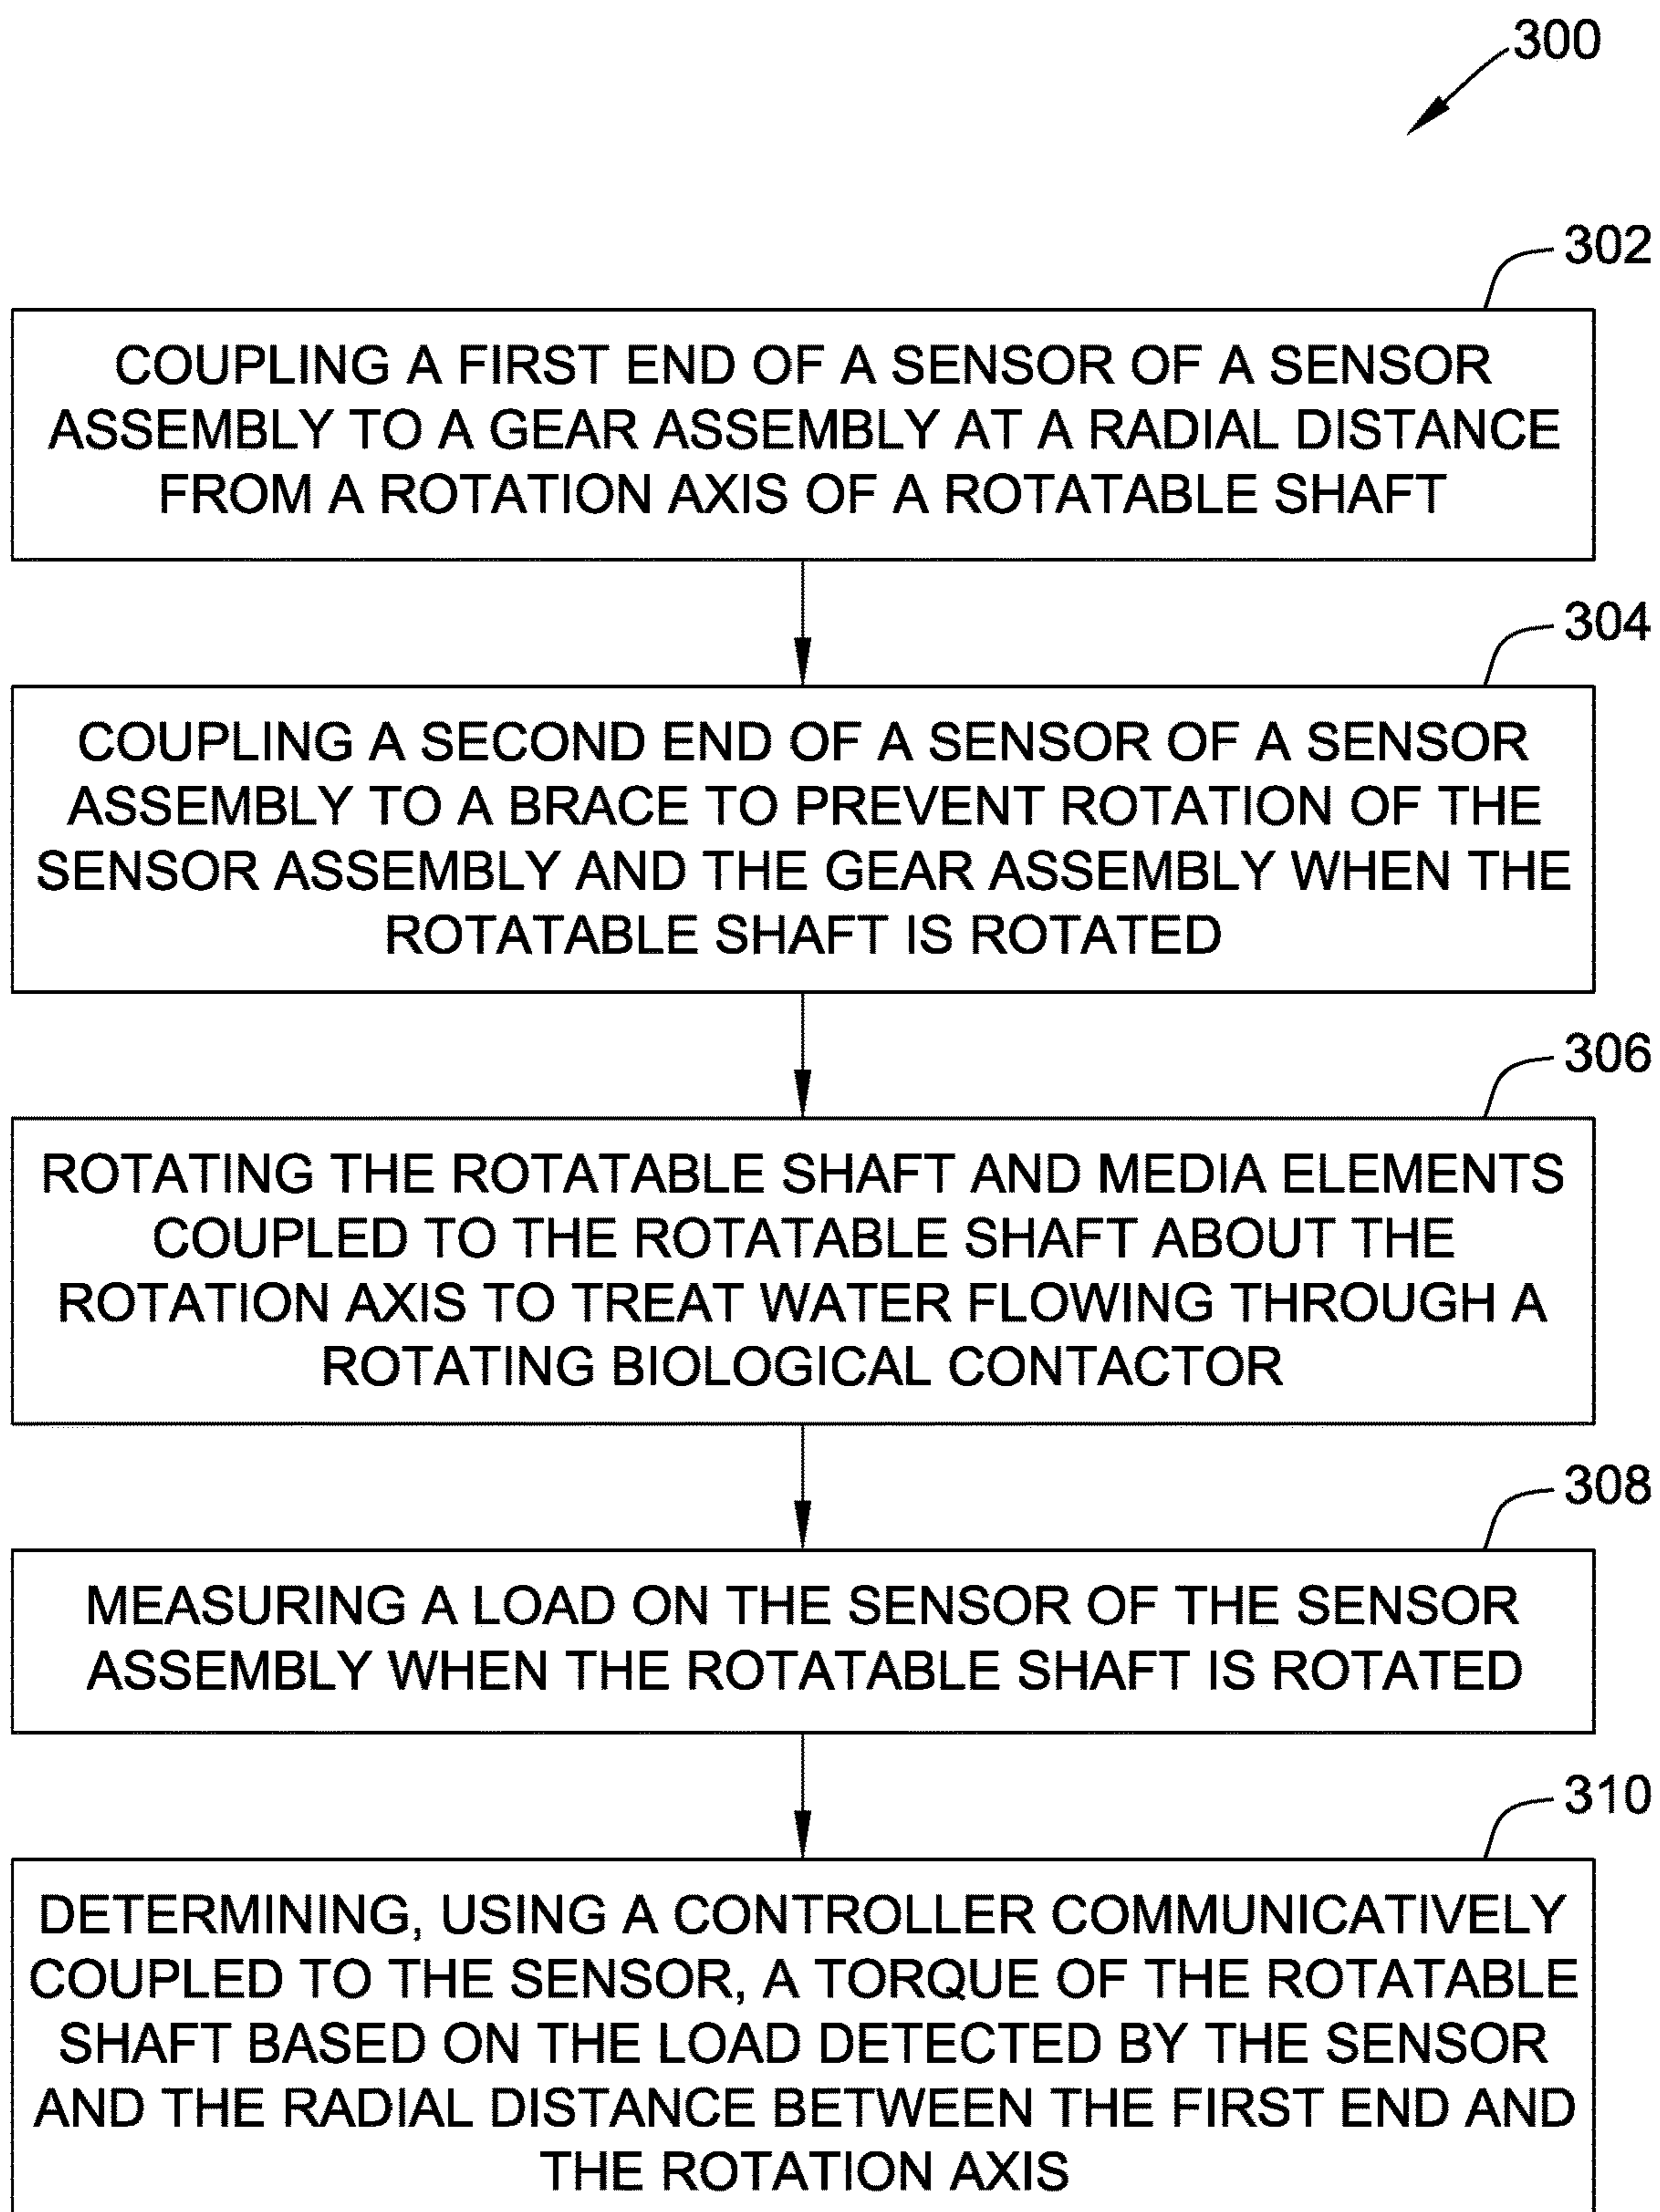 300
302
COUPLING A FIRST END OF A SENSOR OF A SENSOR
ASSEMBLY TO A GEAR ASSEMBLY AT A RADIAL DISTANCE
FROM A ROTATION AXIS OF A ROTATABLE SHAFT
304
COUPLING A SECOND END OF A SENSOR OF A SENSOR
ASSEMBLY TO A BRACE TO PREVENT ROTATION OF THE
SENSOR ASSEMBLY AND THE GEAR ASSEMBLY WHEN THE
ROTATABLE SHAFT IS ROTATED
306
ROTATING THE ROTATABLE SHAFT AND MEDIA ELEMENTS
COUPLED TO THE ROTATABLE SHAFT ABOUT THE
ROTATION AXIS TO TREAT WATER FLOWING THROUGH A
ROTATING BIOLOGICAL CONTACTOR
308
MEASURING A LOAD ON THE SENSOR OF THE SENSOR
ASSEMBLY WHEN THE ROTATABLE SHAFT IS ROTATED
310
DETERMINING, USING A CONTROLLER COMMUNICATIVELY
COUPLED TO THE SENSOR, A TORQUE OF THE ROTATABLE
SHAFT BASED ON THE LOAD DETECTED BY THE SENSOR
AND THE RADIAL DISTANCE BETWEEN THE FIRST END AND
THE ROTATION AXIS